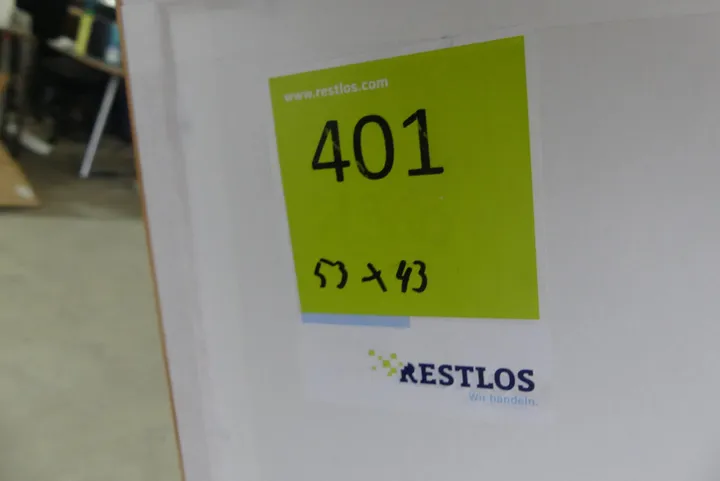 www.restlos.com
401
53 x 43
RESTLOS
Wir handeln.